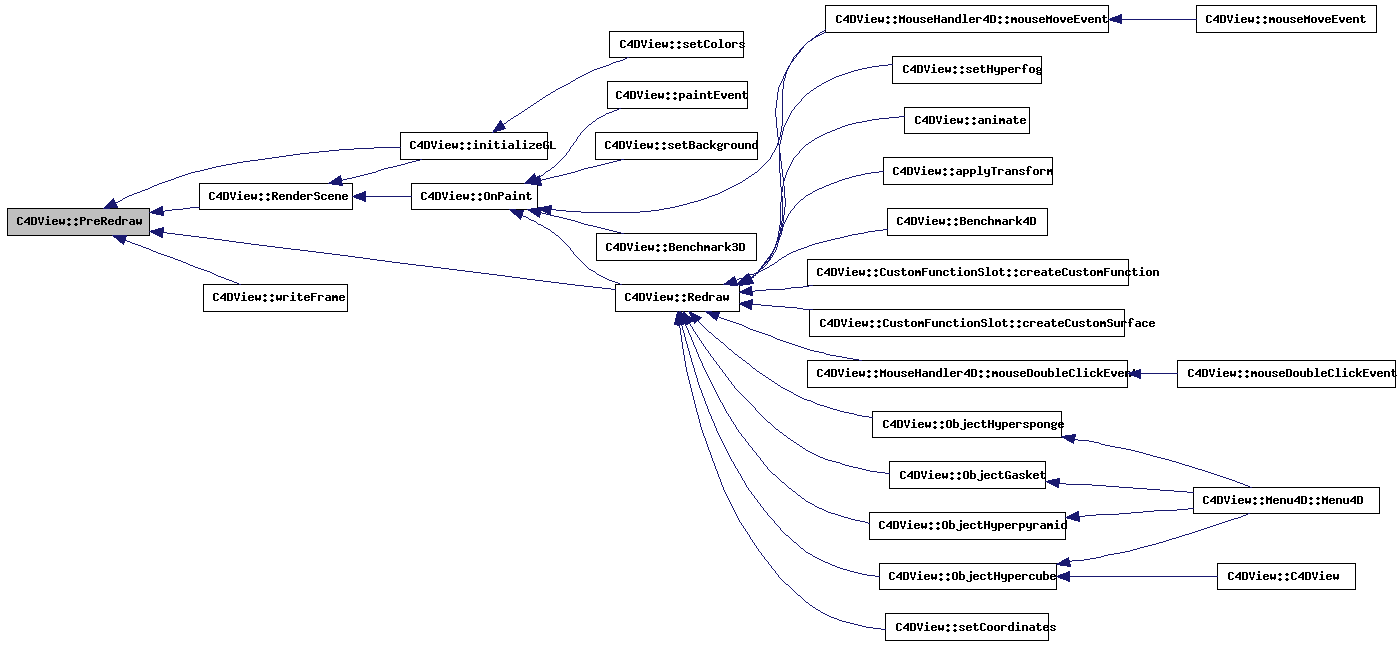 C4DView::PreRedraw
C4DView::initializeGL
C4DView::RenderScene
C4DView::writeFrame
C4DView::setColors
C4DView::paintEvent
C4DView::setBackground
C4DView::OnPaint
C4DView::Benchmark3D
C4DView::Redraw
C4DView::MouseHandler4D::mouseMoveEvent
C4DView::mouseMoveEvent
C4DView::setHyperfog
C4DView::animate
C4DView::applyTransform
C4DView::Benchmark4D
C4DView::CustomFunctionSlot::createCustomFunction
C4DView::CustomFunctionSlot::createCustomSurface
C4DView::MouseHandler4D::mouseDoubleClickEvent
C4DView::mouseDoubleClickEvent
C4DView::ObjectHypersponge
C4DView::ObjectGasket
C4DView::Menu4D::Menu4D
C4DView::ObjectHyperpyramid
C4DView::ObjectHypercube
C4DView::C4DView
C4DView::setCoordinates